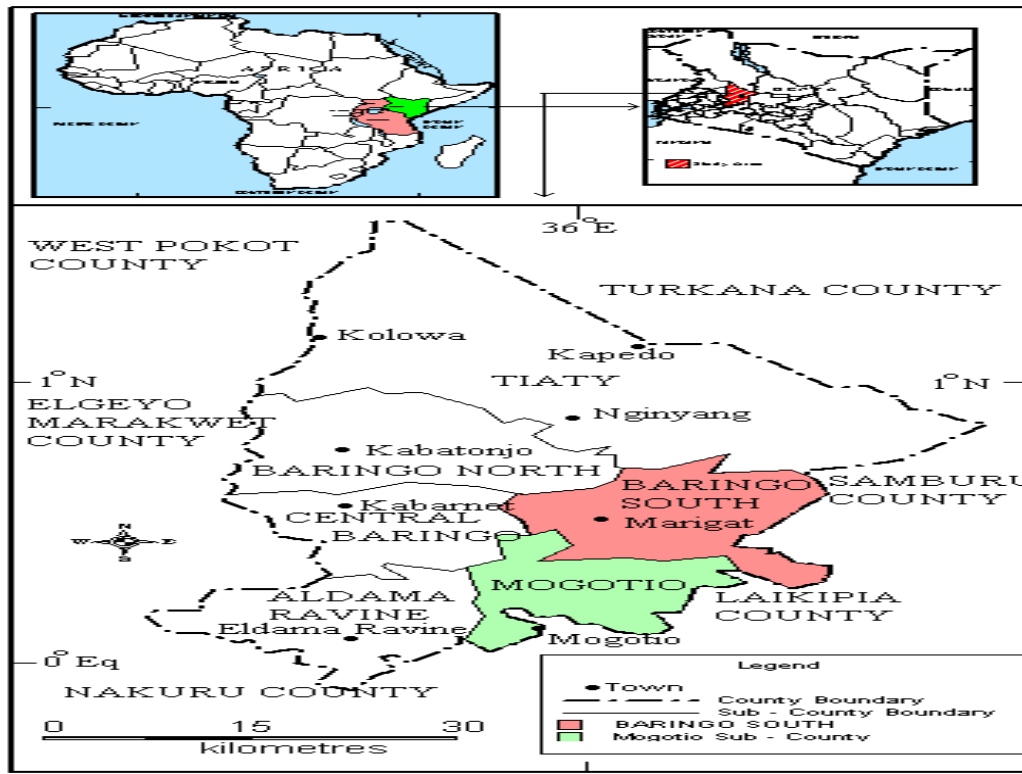 AFRICA
Study Area
36°E
WEST POKOT
COUNTY
TURKANA COUNTY
Kolowa
Kapedo
1°N
TIATY
1°N
ELGEYO
MARAKWET
COUNTY
Nginyang
Kabatonjo
BARINGO NORTH
BARINGO
SOUTH
SAMBURU
COUNTY
Kabarnet
Marigat
CENTRAL
BARINGO
N
W
E
S
MOGOTIO
ALDAMA
RAVINE
LAIKIPIA
COUNTY
Eldama Ravine
Mogotio
0°Eq
NAKURU COUNTY
Legend
Town
County Boundary
Sub - County Boundary
BARINGO SOUTH
Mogotio Sub - County
0 15 30
kilometres